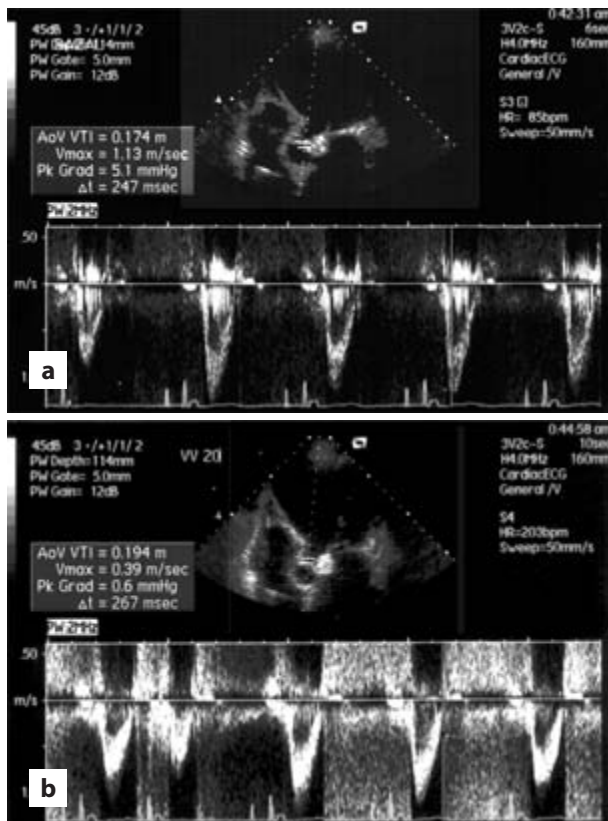 0:42:31 am
45dB 3 -/+1/1/ 2
3V2c-S 6sec
H4.0MHz 160mm
PW Gate= 5.0mm
CardiacECG
PW Gain= 12dB
General /V
S3
HR= 85bpm
Sweep=50mm/s
AoV VTI = 0.174 m
Vmax = 1.13 m/sec
Pk Grad = 5.1 mmHg
Δt = 247 msec
PW:2MHz
.50
m/s
a
0:44:58 am
45dB 3 -/+1/1/ 2
VV 20
3V2c-S 10sec
PW Depth=114mm
H4.0MHz 160mm
PW Gate= 5.0mm
CardiacECG
PW Gain= 12dB
General /V
S4
HR=203bpm
Sweep=50mm/s
AoV VTI = 0.194 m
Vmax = 0.39 m/sec
Pk Grad = 0.6 mmHg
Δt = 267 msec
PW:2MHz
.50
m/s
b